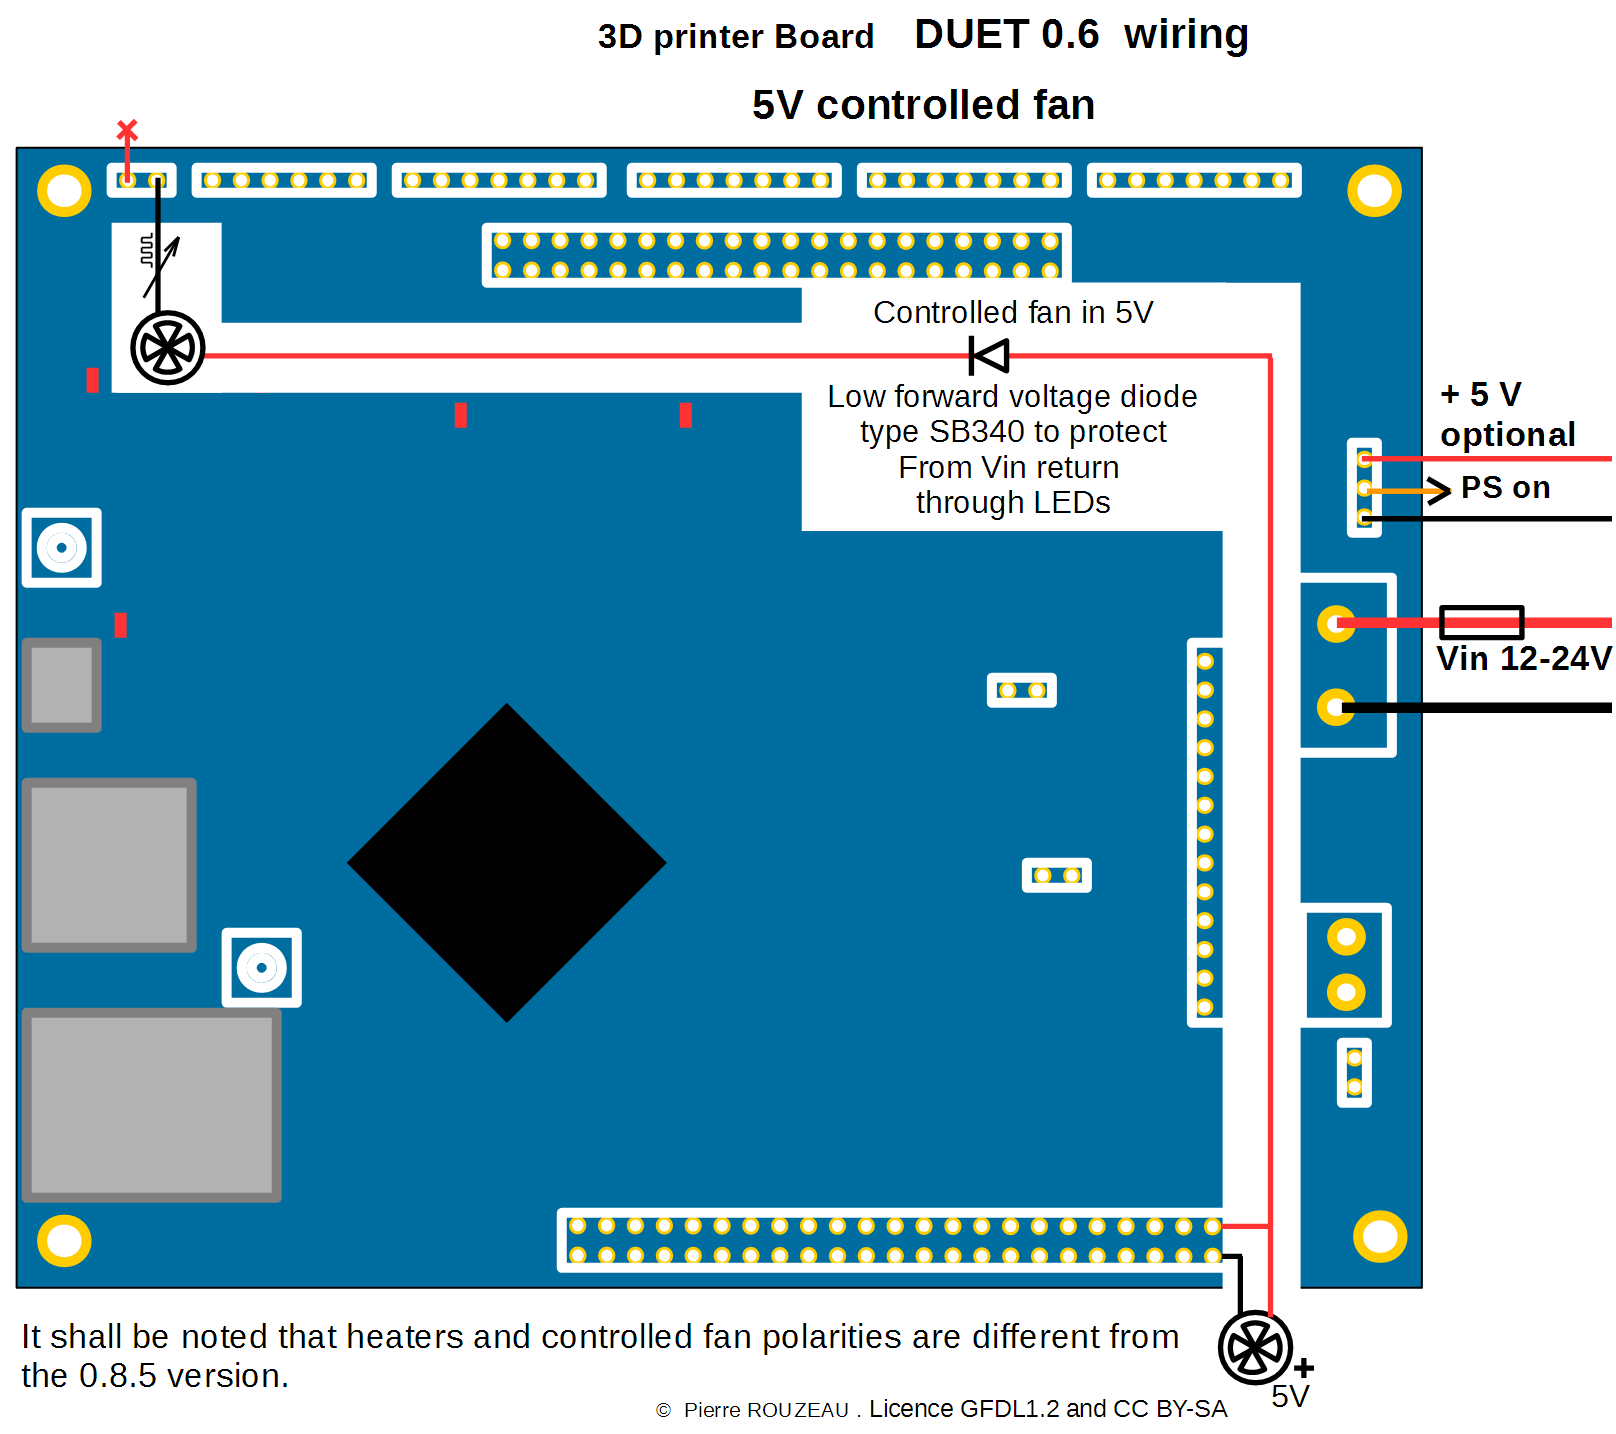 3D printer Board DUET 0.6 wiring
5V controlled fan
Controlled fan in 5V
Low forward voltage diode
type SB340 to protect
From Vin return
through LEDs
+ 5 V
optional
PS on
Vin 12-24V
It shall be noted that heaters and controlled fan polarities are different from
the 0.8.5 version.
+
5V
© Pierre ROUZEAU . Licence GFDL1.2 and CC BY-SA